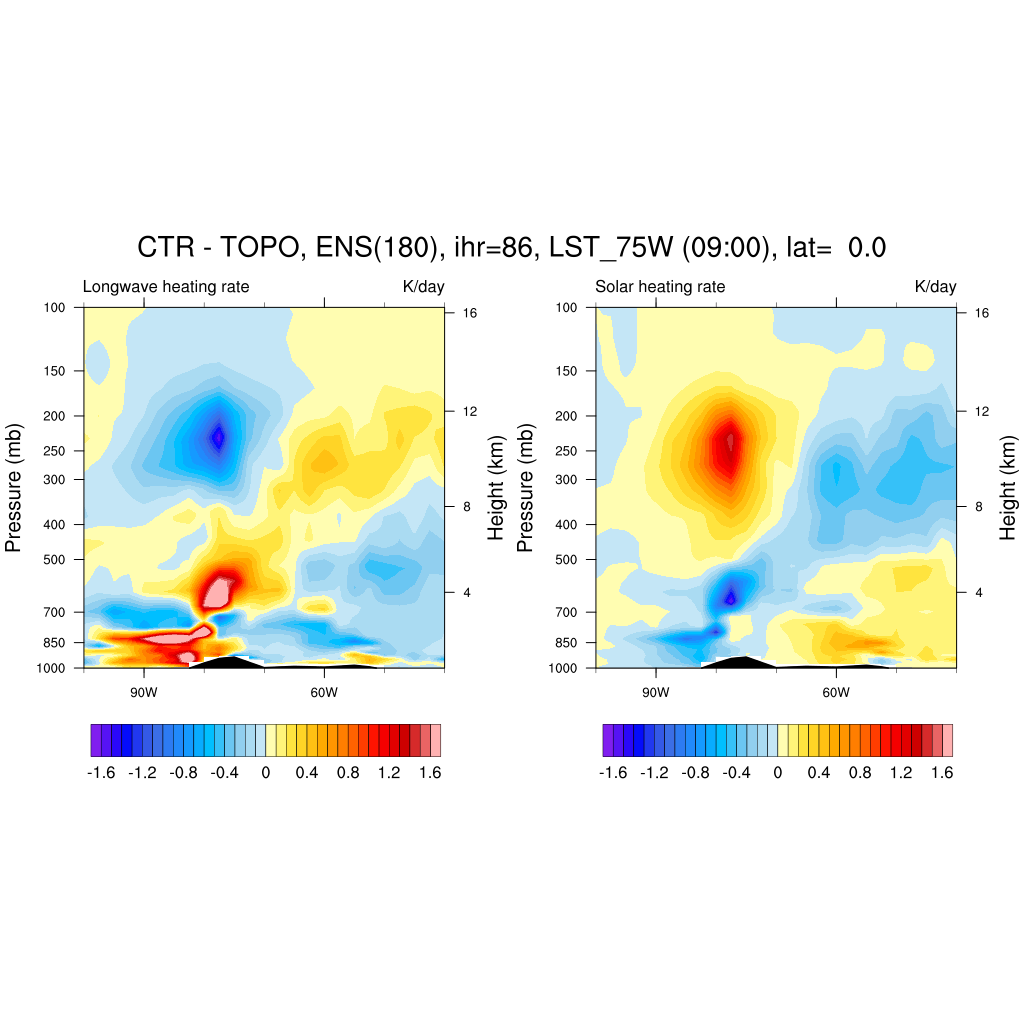 CTR - TOPO, ENS(180), ihr=86, LST_75W (09:00), lat=  0.0
Longwave heating rate K/day
100
150
200
250
300
400
500
700
850
1000
Pressure (mb)
16
12
8
4
Height (km)
90W 60W
-1.6 -1.2 -0.8 -0.4 0 0.4 0.8 1.2 1.6
Solar heating rate K/day
100
150
200
250
300
400
500
700
850
1000
Pressure (mb)
16
12
8
4
Height (km)
90W 60W
-1.6 -1.2 -0.8 -0.4 0 0.4 0.8 1.2 1.6